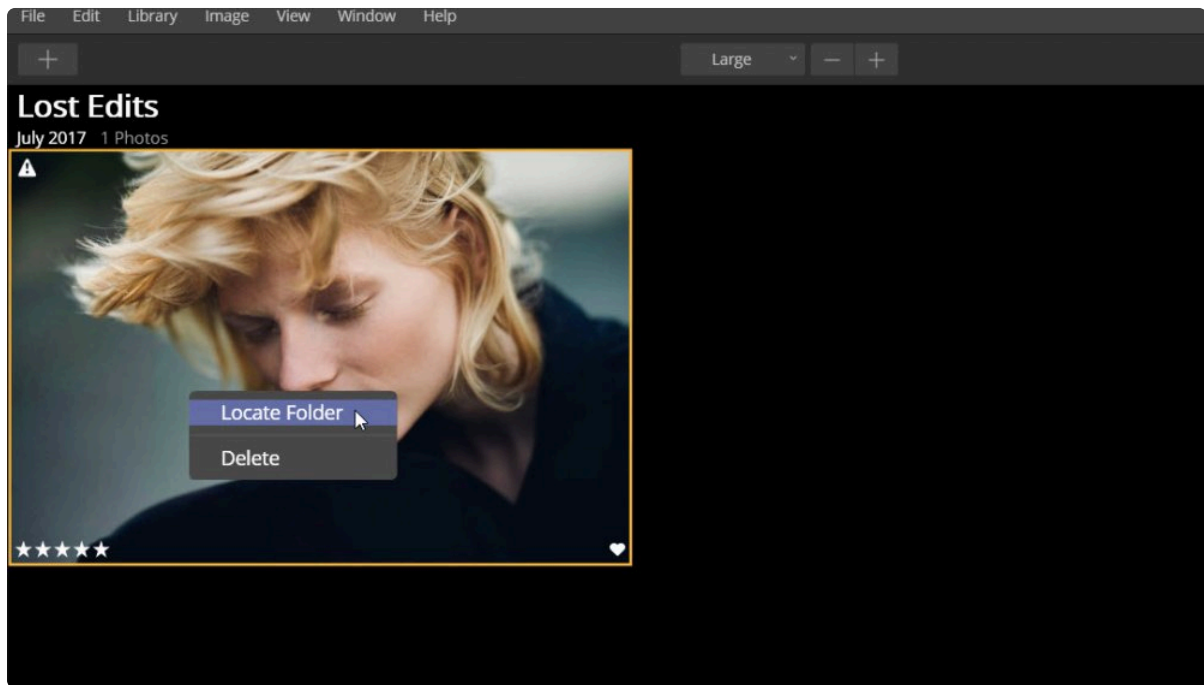 File Edit Library Image View Window Help
Large
Lost Edits
July 2017 1 Photos
Locate Folder
Delete